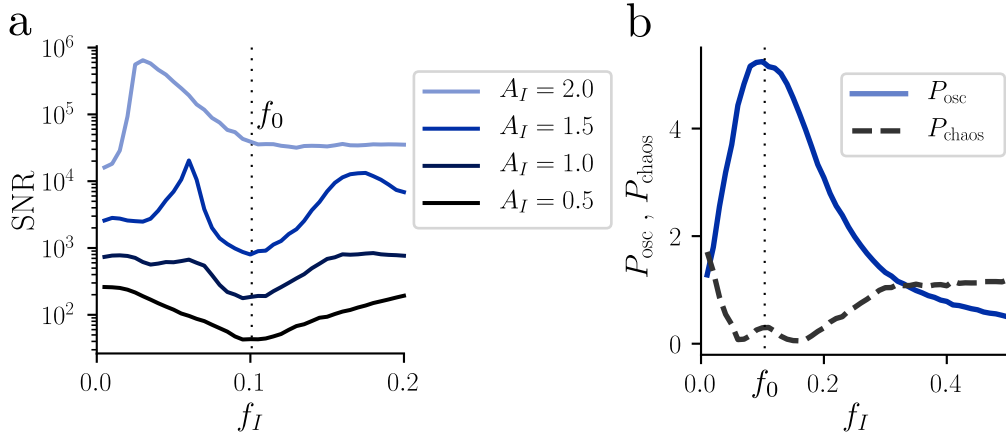 a
SNR
10^6
10^5
10^4
10^3
10^2
f_0
0.0
0.1
0.2
f_I
A_I = 2.0
A_I = 1.5
A_I = 1.0
A_I = 0.5
b
P_osc , P_chaos
4
2
0
P_osc
P_chaos
0.0
f_0
0.2
0.4
f_I